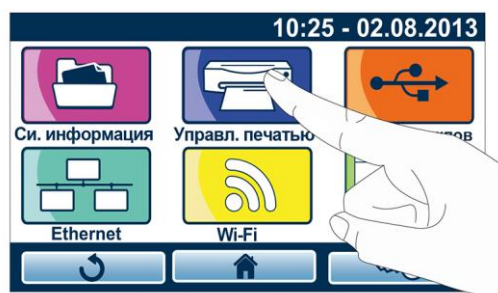 10:25 - 02.08.2013
Си. информация
Управл. печатью
Ethernet
Wi-Fi